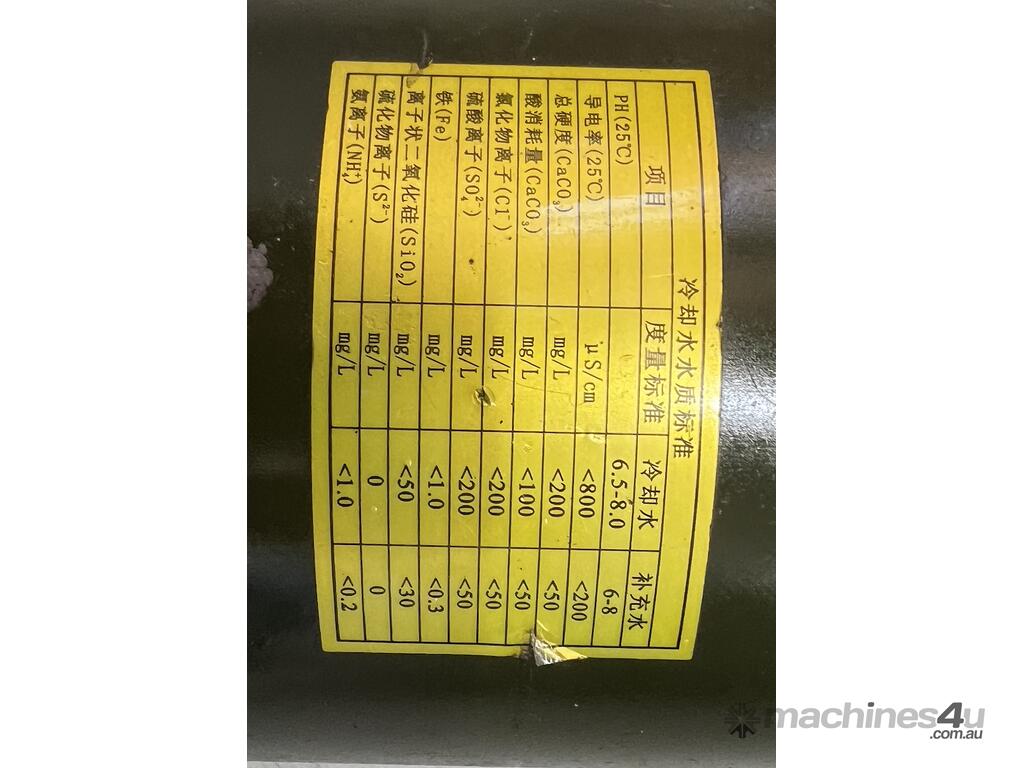 冷却水水质标准
项目 度量标准 冷却水 补充水
PH(25℃) 6.5-8.0 6-8
导电率(25℃) μS/cm <800 <200
总硬度(CaCO₃) mg/L <200 <50
酸消耗量(CaCO₃) mg/L <100 <50
氯化物离子(Cl⁻) mg/L <200 <50
硫酸离子(SO₄²⁻) mg/L <200 <50
铁(Fe) mg/L <1.0 <0.3
离子状二氧化硅(SiO₂) mg/L <50 <30
硫化物离子(S²⁻) mg/L 0 0
氨离子(NH₄⁺) mg/L <1.0 <0.2
machines4u
.com.au